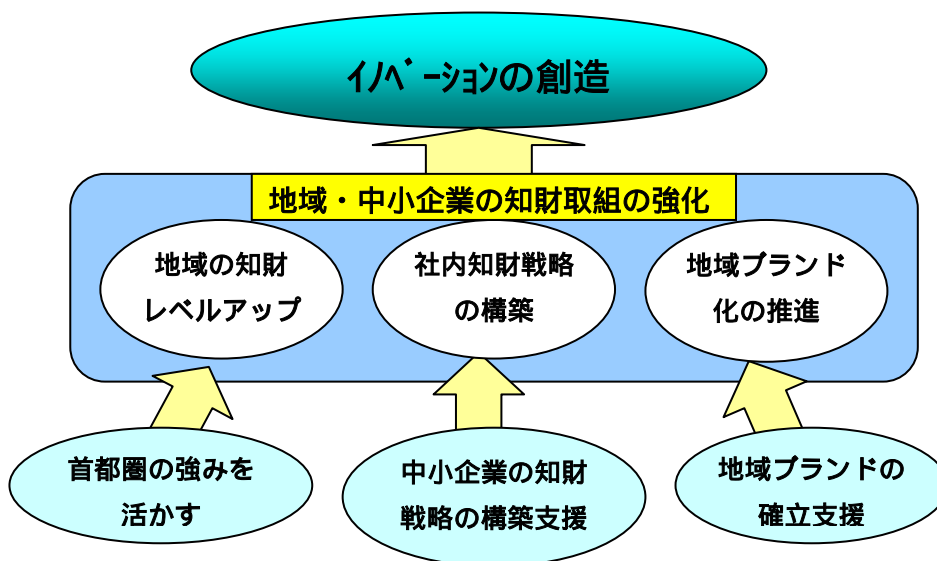 ｲﾉﾍﾞｰｼｮﾝの創造
地域・中小企業の知財取組の強化
地域の知財
レベルアップ
社内知財戦略
の構築
地域ブランド
化の推進
首都圏の強みを
活かす
中小企業の知財
戦略の構築支援
地域ブランドの
確立支援